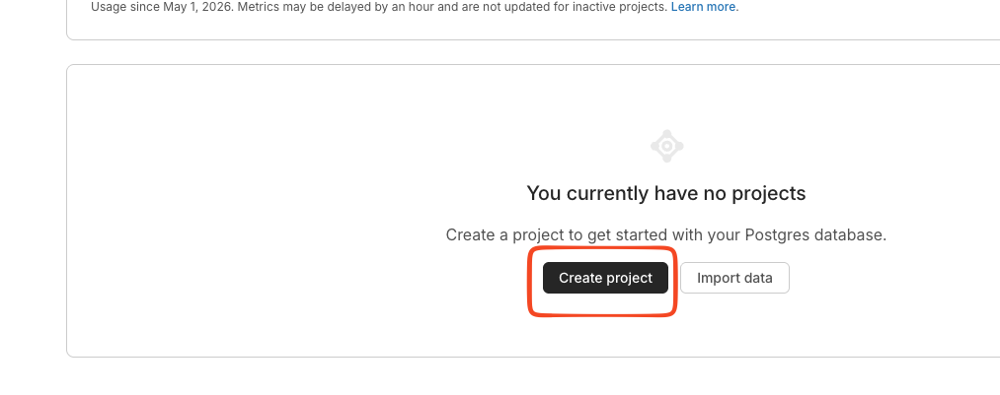 Usage since May 1, 2026. Metrics may be delayed by an hour and are not updated for inactive projects. Learn more.
You currently have no projects
Create a project to get started with your Postgres database.
Create project
Import data